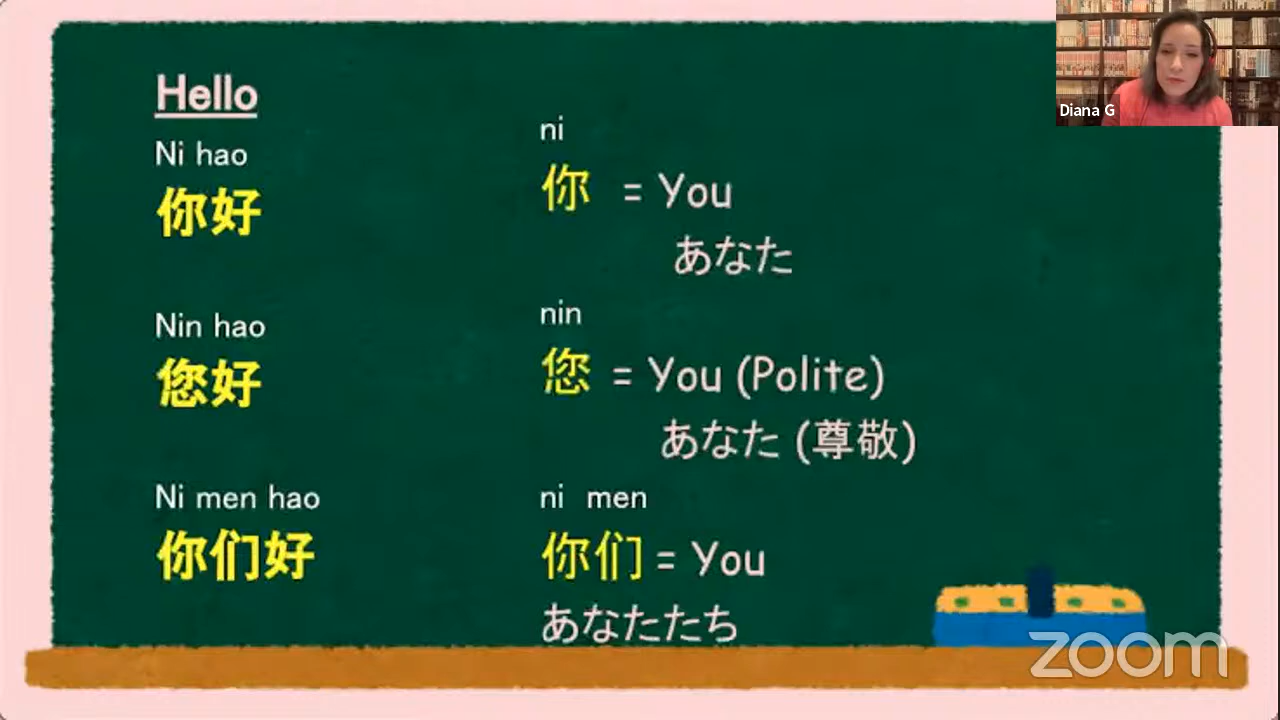 Hello
Ni hao
你好
ni
你 = You
あなた
Nin hao
您好
nin
您 = You (Polite)
あなた (尊敬)
Ni men hao
你们好
ni men
你们 = You
あなたたち
Diana G
zoom